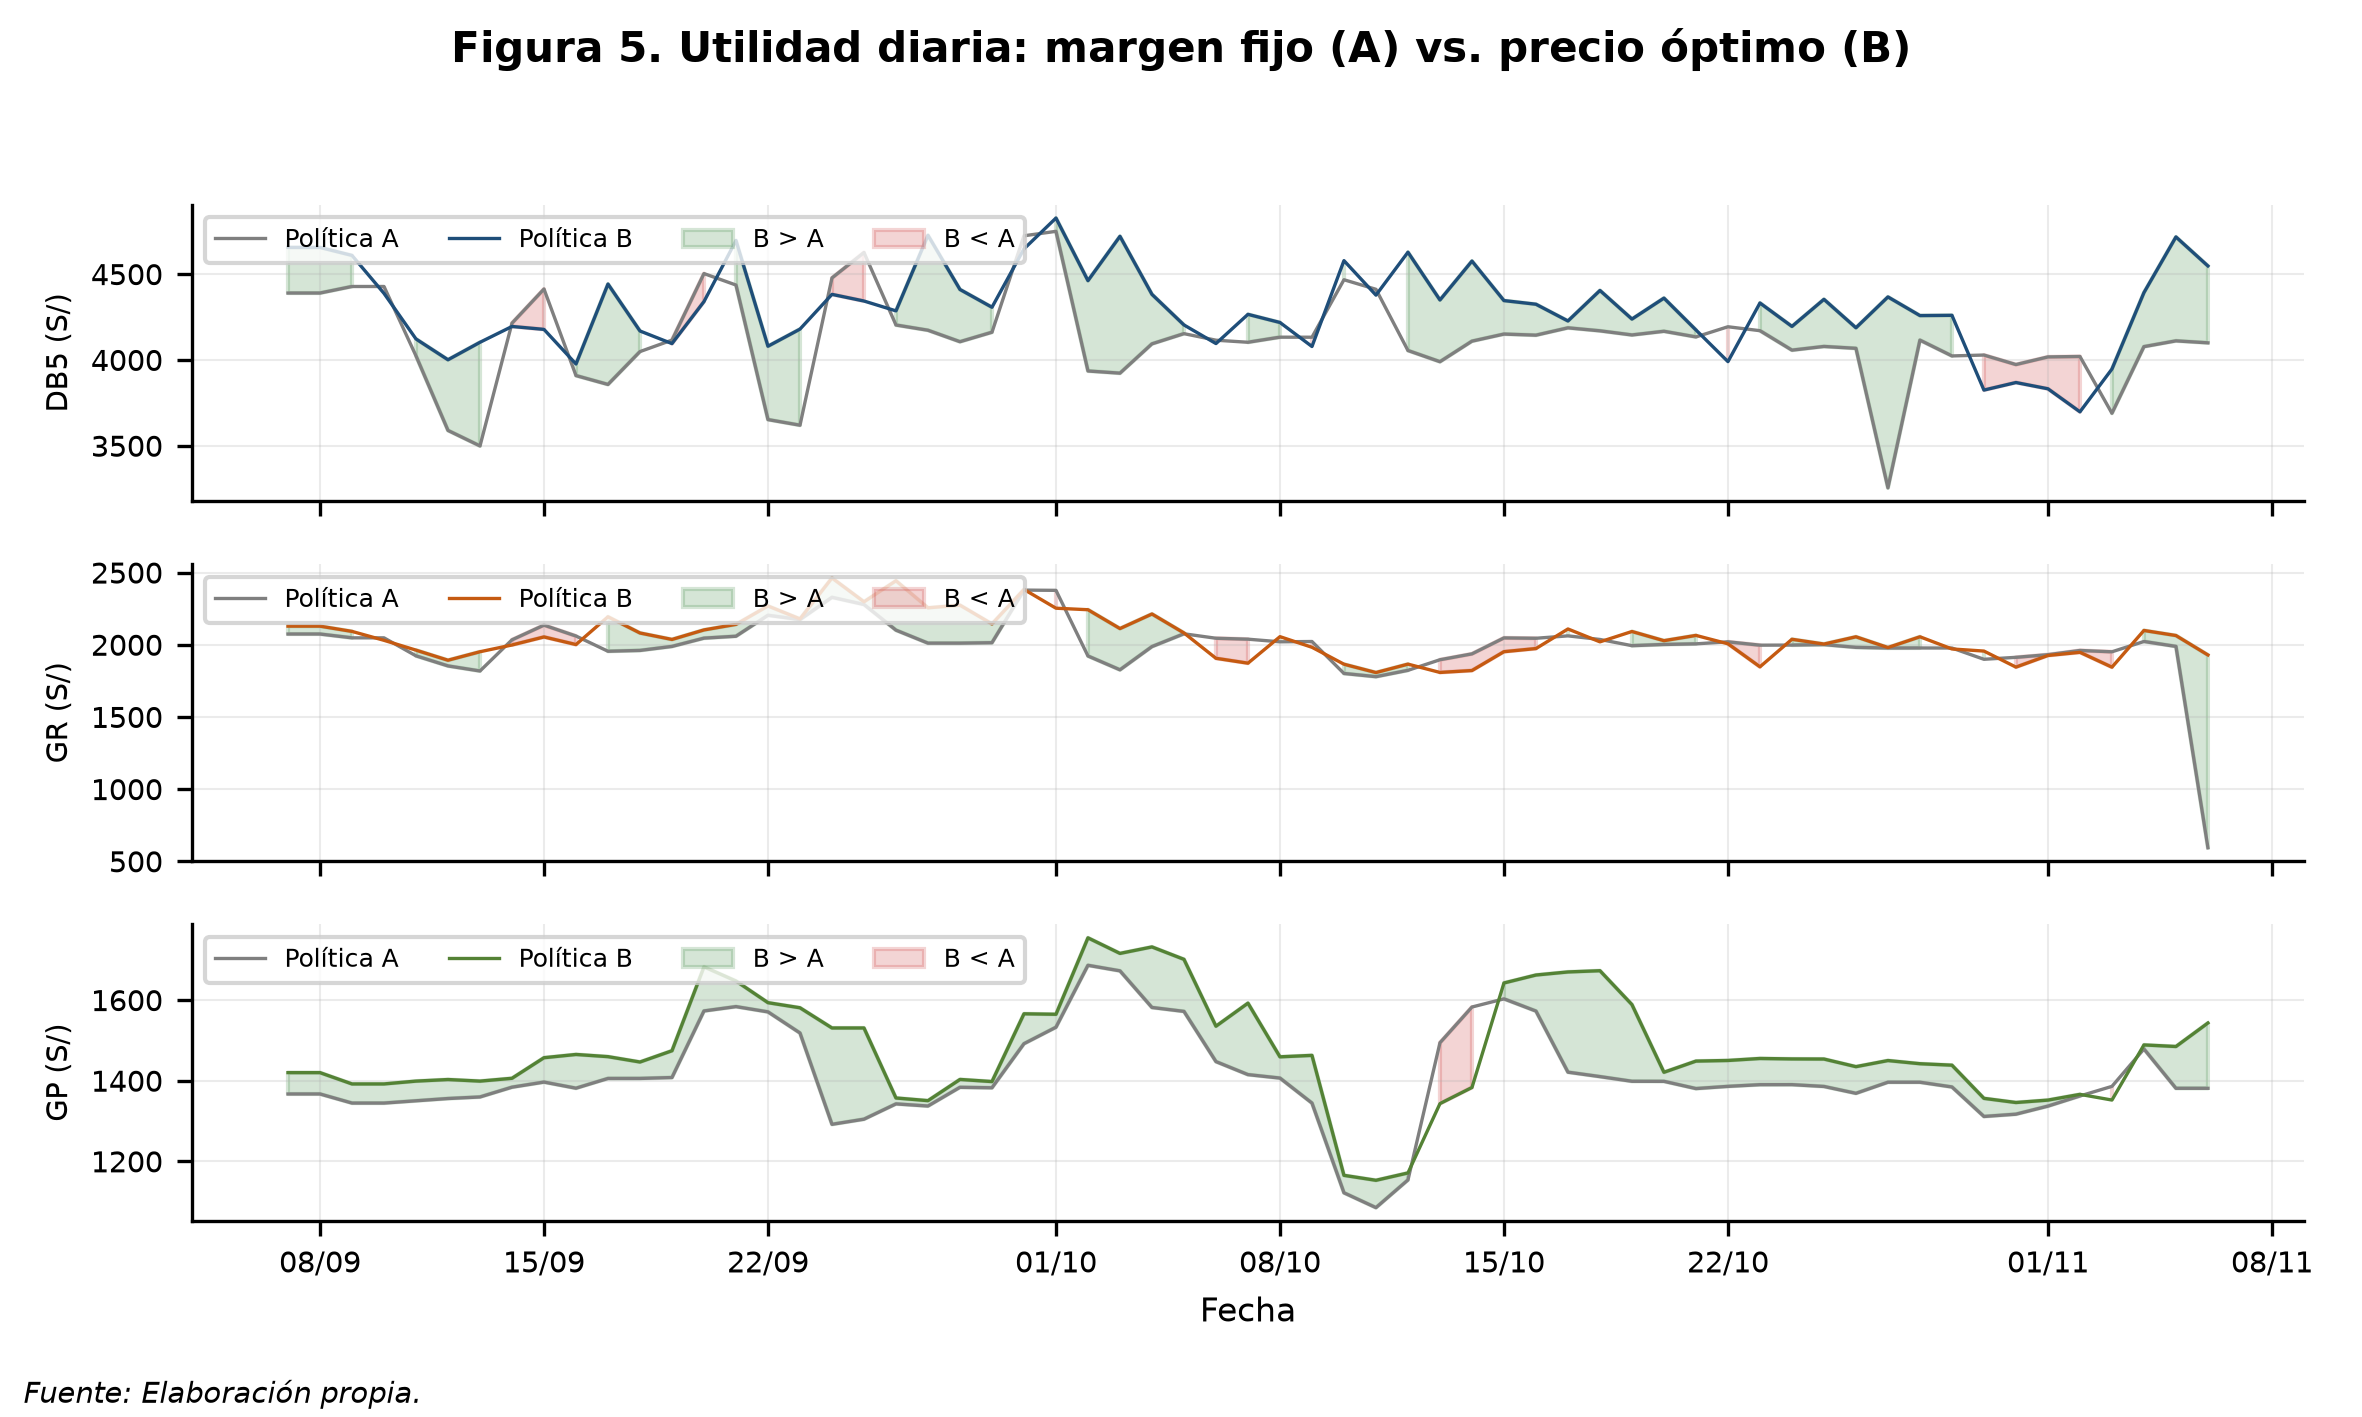 Figura 5. Utilidad diaria: margen fijo (A) vs. precio óptimo (B)
Política A Política B B > A B < A
DB5 (S/)
4500
4000
3500
Política A Política B B > A B < A
GR (S/)
2500
2000
1500
1000
500
Política A Política B B > A B < A
GP (S/)
1600
1400
1200
08/09 15/09 22/09 01/10 08/10 15/10 22/10 01/11 08/11
Fecha
Fuente: Elaboración propia.